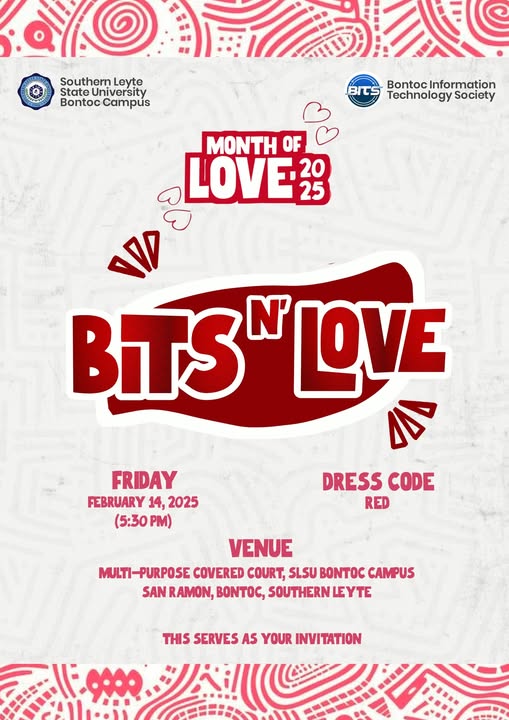 Southern Leyte
State University
Bontoc Campus
BITS
Bontoc Information
Technology Society
MONTH OF
LOVE. 2025
BiTS N' LOVE
FRIDAY
FEBRUARY 14, 2025
(5:30 PM)
DRESS CODE
RED
VENUE
MULTI-PURPOSE COVERED COURT, SLSU BONTOC CAMPUS
SAN RAMON, BONTOC, SOUTHERN LEYTE
THIS SERVES AS YOUR INVITATION